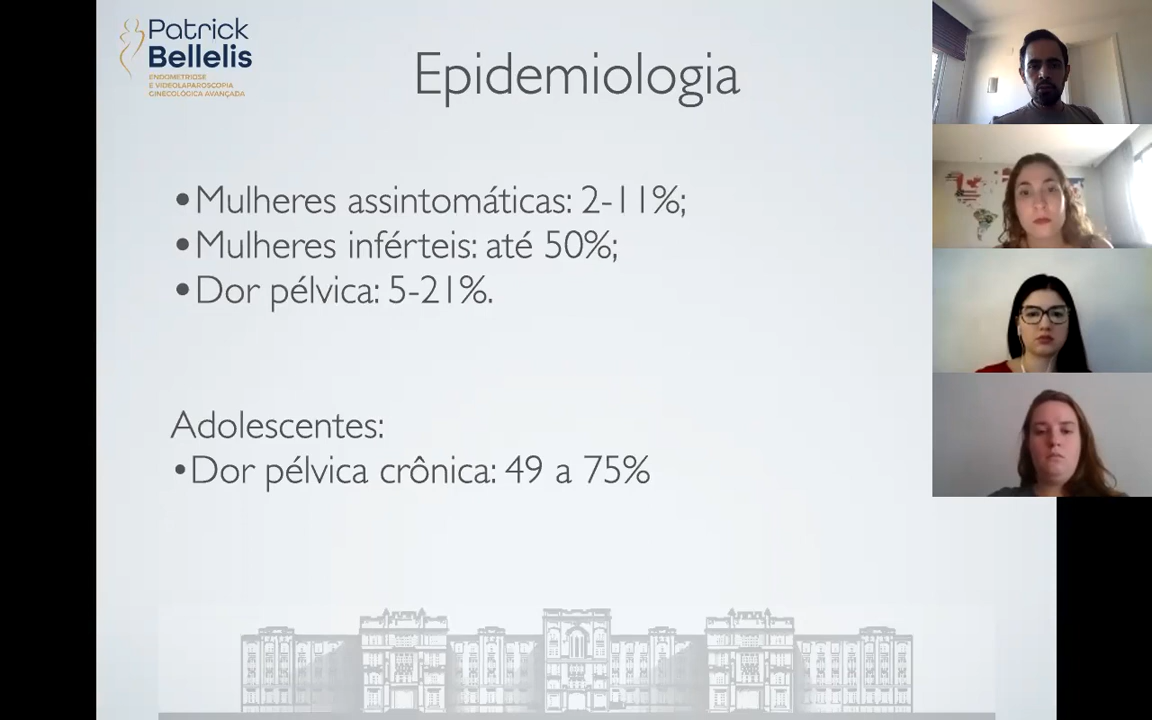 Patrick
Bellelis
ENDOMETRIOSE
E VIDEOLAPAROSCOPIA
GINECOLÓGICA AVANÇADA
Epidemiologia
•Mulheres assintomáticas: 2-11%;
•Mulheres inférteis: até 50%;
•Dor pélvica: 5-21%.
Adolescentes:
•Dor pélvica crônica: 49 a 75%